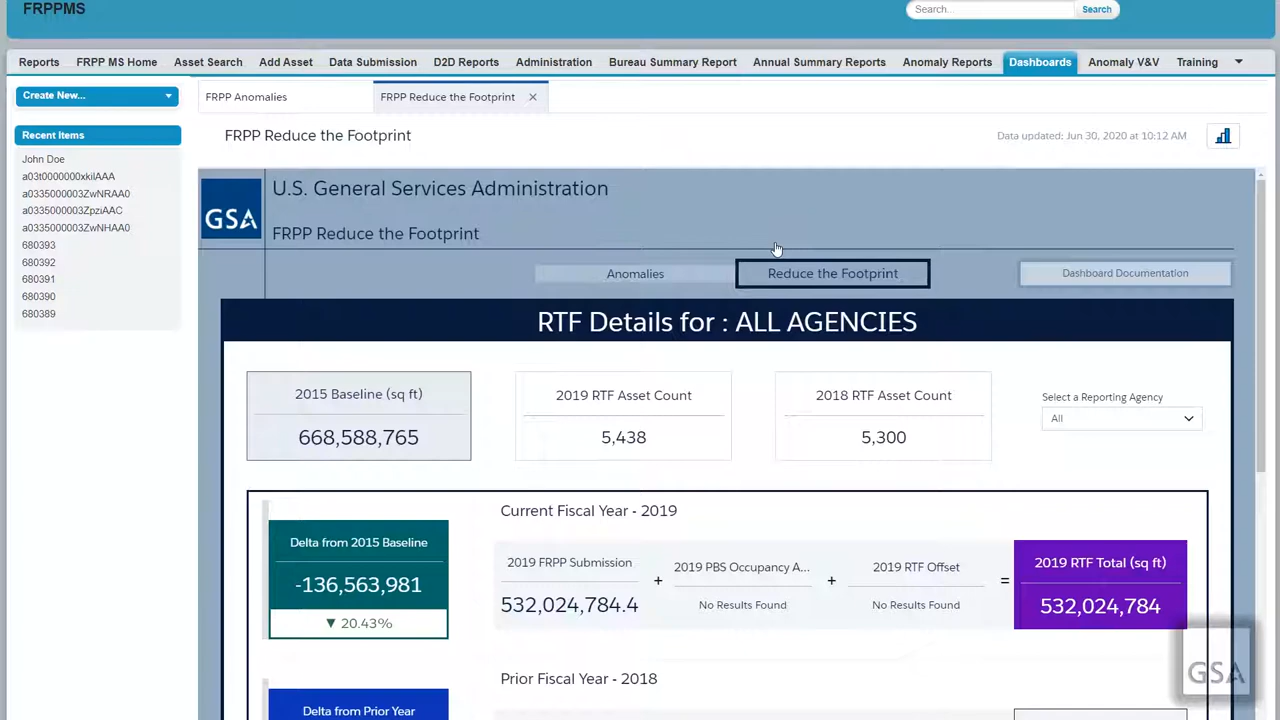 FRPPMS
Search... Search
Reports FRPP MS Home Asset Search Add Asset Data Submission D2D Reports Administration Bureau Summary Report Annual Summary Reports Anomaly Reports Dashboards Anomaly V&V Training
Create New...
FRPP Anomalies FRPP Reduce the Footprint
Recent Items
John Doe
a03t0000000xkilAAA
a0335000003ZwNRAA0
a0335000003ZpziAAC
a0335000003ZwNHAA0
680393
680392
680391
680390
680389
FRPP Reduce the Footprint
Data updated: Jun 30, 2020 at 10:12 AM
GSA
U.S. General Services Administration
FRPP Reduce the Footprint
Anomalies Reduce the Footprint Dashboard Documentation
RTF Details for : ALL AGENCIES
2015 Baseline (sq ft)
668,588,765
2019 RTF Asset Count
5,438
2018 RTF Asset Count
5,300
Select a Reporting Agency
All
Delta from 2015 Baseline
-136,563,981
▼ 20.43%
Current Fiscal Year - 2019
2019 FRPP Submission
532,024,784.4
+
2019 PBS Occupancy A...
No Results Found
+
2019 RTF Offset
No Results Found
=
2019 RTF Total (sq ft)
532,024,784
Prior Fiscal Year - 2018
Delta from Prior Year
GSA